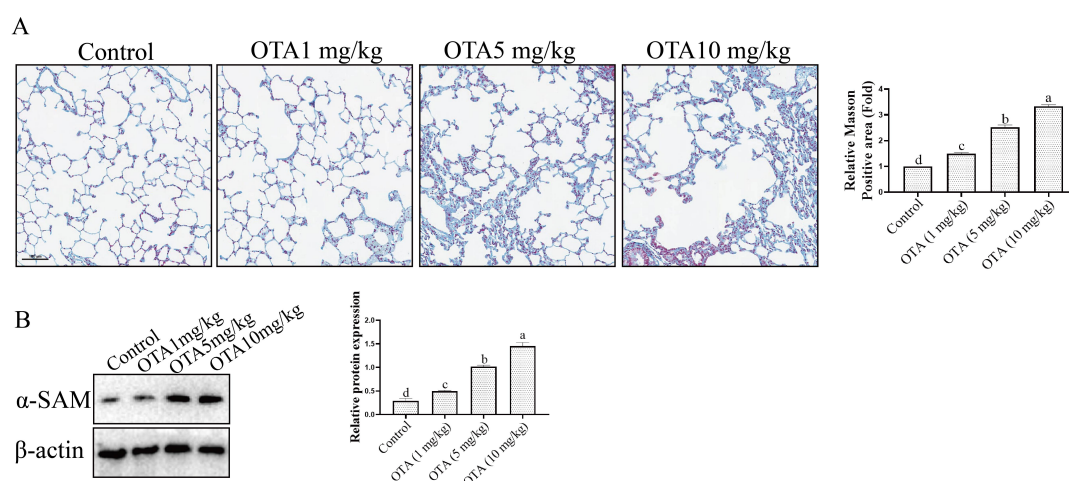 A
Control
OTA1 mg/kg
OTA5 mg/kg
OTA10 mg/kg
Relative Masson
Positive area (Fold)
4
3
2
1
0
d
c
b
a
Control
OTA (1 mg/kg)
OTA (5 mg/kg)
OTA (10 mg/kg)
B
Control
OTA1mg/kg
OTA5mg/kg
OTA10mg/kg
α-SAM
β-actin
Relative protein expression
2.0
1.5
1.0
0.5
0.0
d
c
b
a
Control
OTA (1 mg/kg)
OTA (5 mg/kg)
OTA (10 mg/kg)